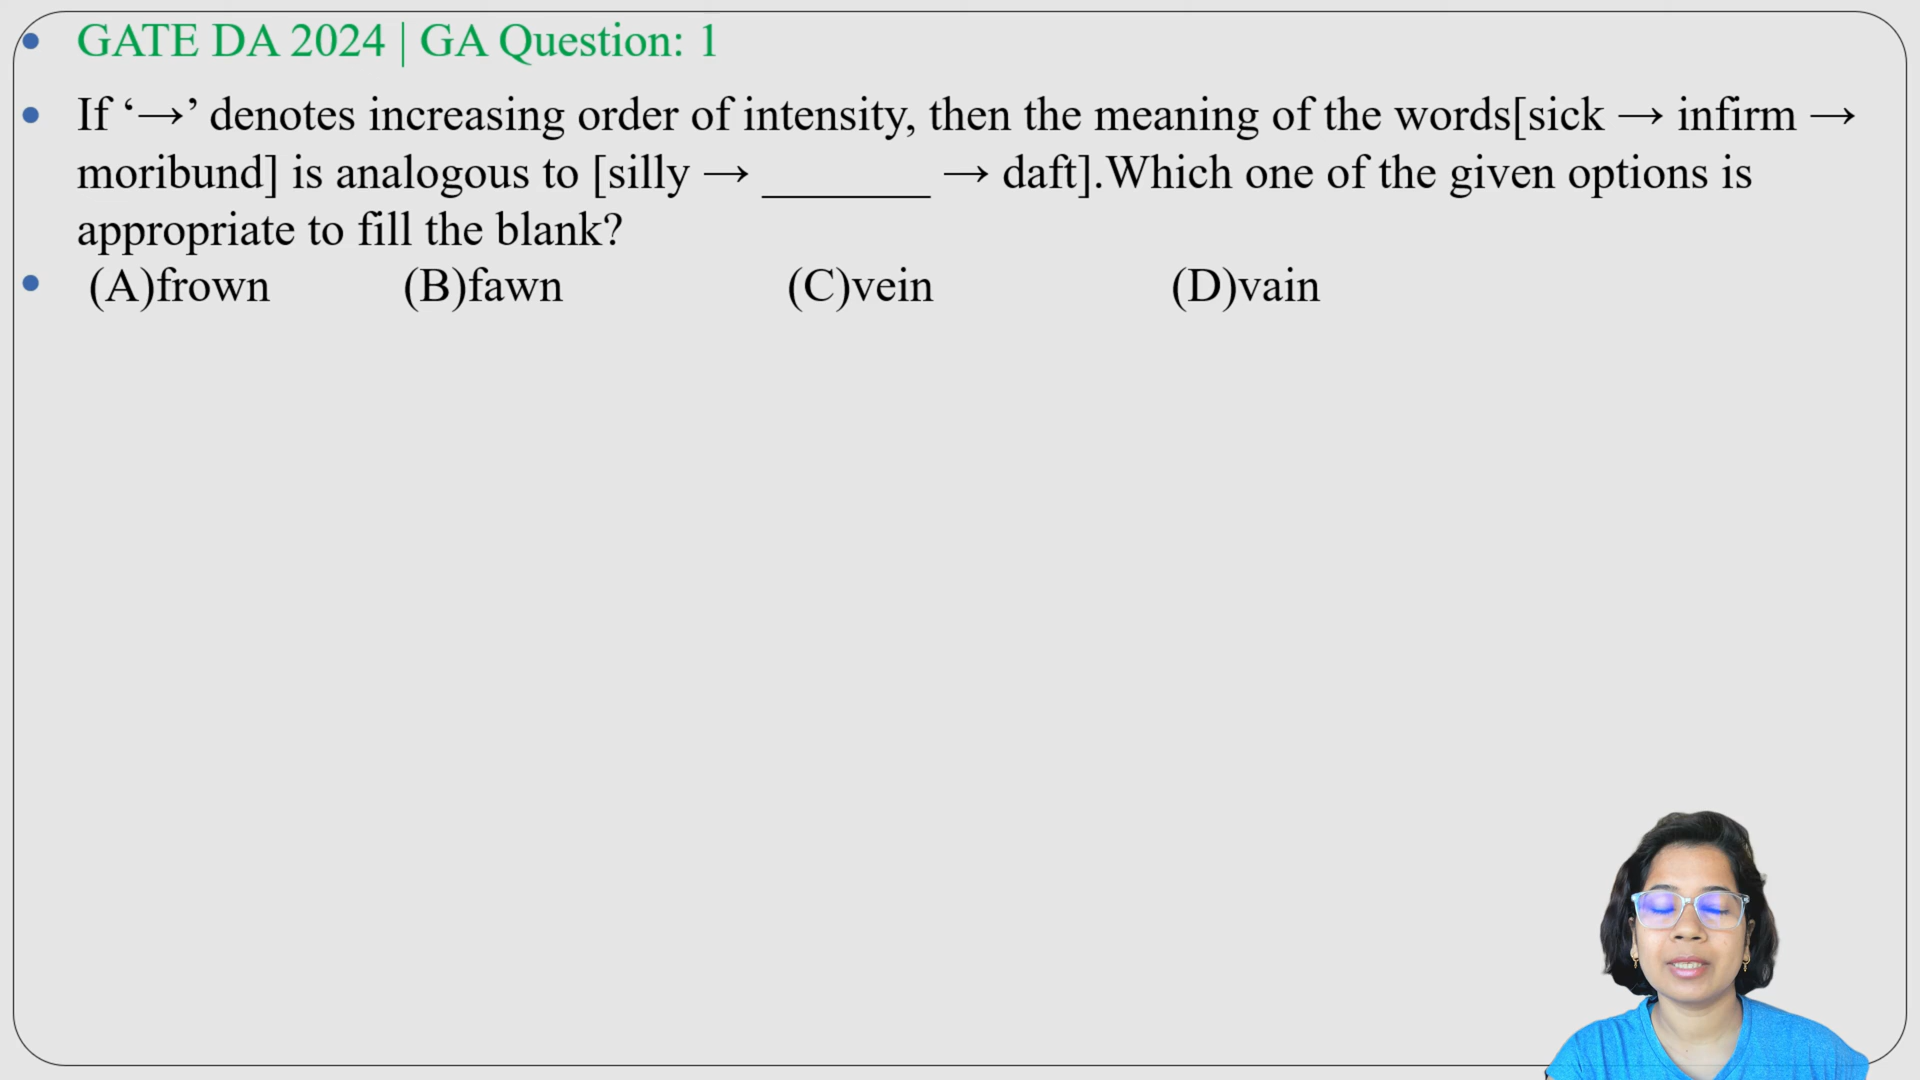 GATE DA 2024 | GA Question: 1
If ‘→’ denotes increasing order of intensity, then the meaning of the words[sick → infirm →
moribund] is analogous to [silly → _______ → daft].Which one of the given options is
appropriate to fill the blank?
(A)frown (B)fawn (C)vein (D)vain